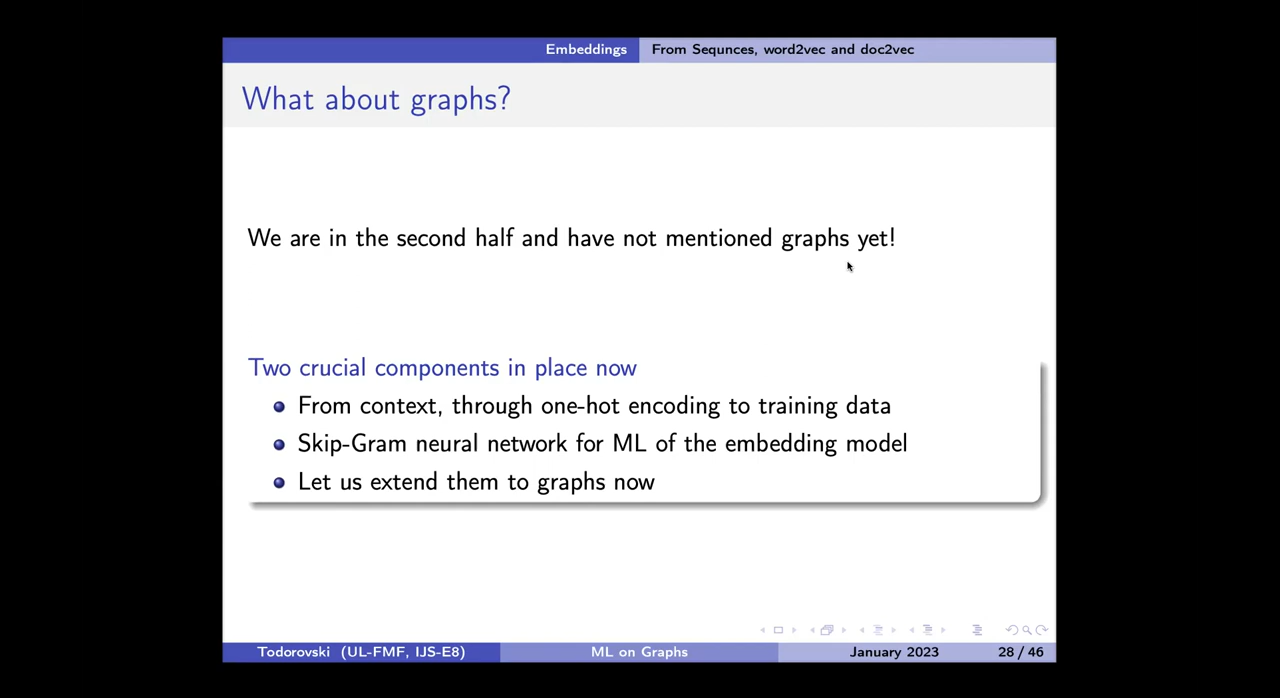 Embeddings From Sequnces, word2vec and doc2vec
What about graphs?
We are in the second half and have not mentioned graphs yet!
Two crucial components in place now
From context, through one-hot encoding to training data
Skip-Gram neural network for ML of the embedding model
Let us extend them to graphs now
Todorovski (UL-FMF, IJS-E8) ML on Graphs January 2023 28 / 46